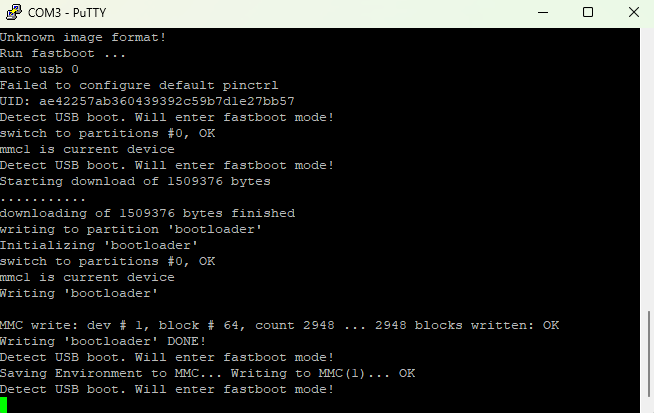 COM3 - PuTTY
Unknown image format!
Run fastboot ...
auto usb 0
Failed to configure default pinctrl
UID: ae42257ab360439392c59b7d1e27bb57
Detect USB boot. Will enter fastboot mode!
switch to partitions #0, OK
mmc1 is current device
Detect USB boot. Will enter fastboot mode!
Starting download of 1509376 bytes
...........
downloading of 1509376 bytes finished
writing to partition 'bootloader'
Initializing 'bootloader'
switch to partitions #0, OK
mmc1 is current device
Writing 'bootloader'
MMC write: dev # 1, block # 64, count 2948 ... 2948 blocks written: OK
Writing 'bootloader' DONE!
Detect USB boot. Will enter fastboot mode!
Saving Environment to MMC... Writing to MMC(1)... OK
Detect USB boot. Will enter fastboot mode!